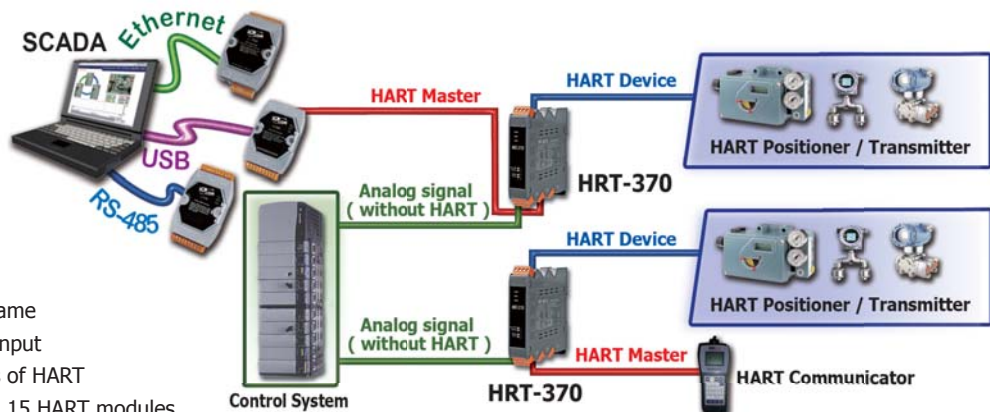 SCADA
Ethernet
USB
RS-485
HART Master
HART Device
HART Positioner / Transmitter
HRT-370
Analog signal
( without HART )
HART Device
HART Positioner / Transmitter
Analog signal
( without HART )
HART Master
HART Communicator
HRT-370
Control System
ame
nput
of HART
15 HART modules